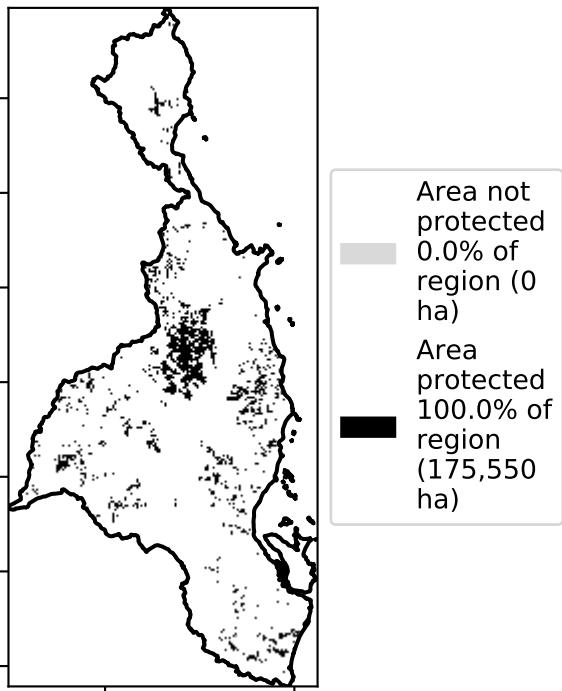 Area not
protected
0.0% of
region (0
ha)
Area
protected
100.0% of
region
(175,550
ha)